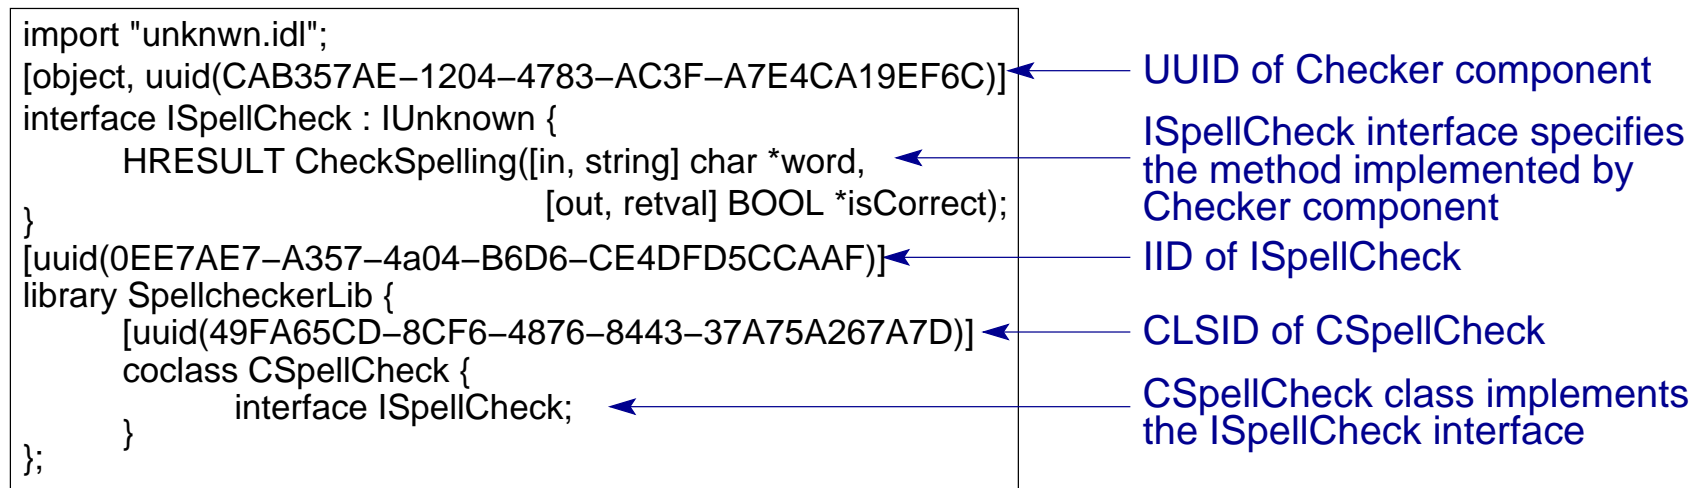 import "unknwn.idl";
[object, uuid(CAB357AE−1204−4783−AC3F−A7E4CA19EF6C)]
UUID of Checker component
interface ISpellCheck : IUnknown {
HRESULT CheckSpelling([in, string] char *word,
[out, retval] BOOL *isCorrect);
}
ISpellCheck interface specifies
the method implemented by
Checker component
[uuid(0EE7AE7−A357−4a04−B6D6−CE4DFD5CCAAF)]
IID of ISpellCheck
library SpellcheckerLib {
[uuid(49FA65CD−8CF6−4876−8443−37A75A267A7D)]
CLSID of CSpellCheck
coclass CSpellCheck {
interface ISpellCheck;
}
CSpellCheck class implements
the ISpellCheck interface
};